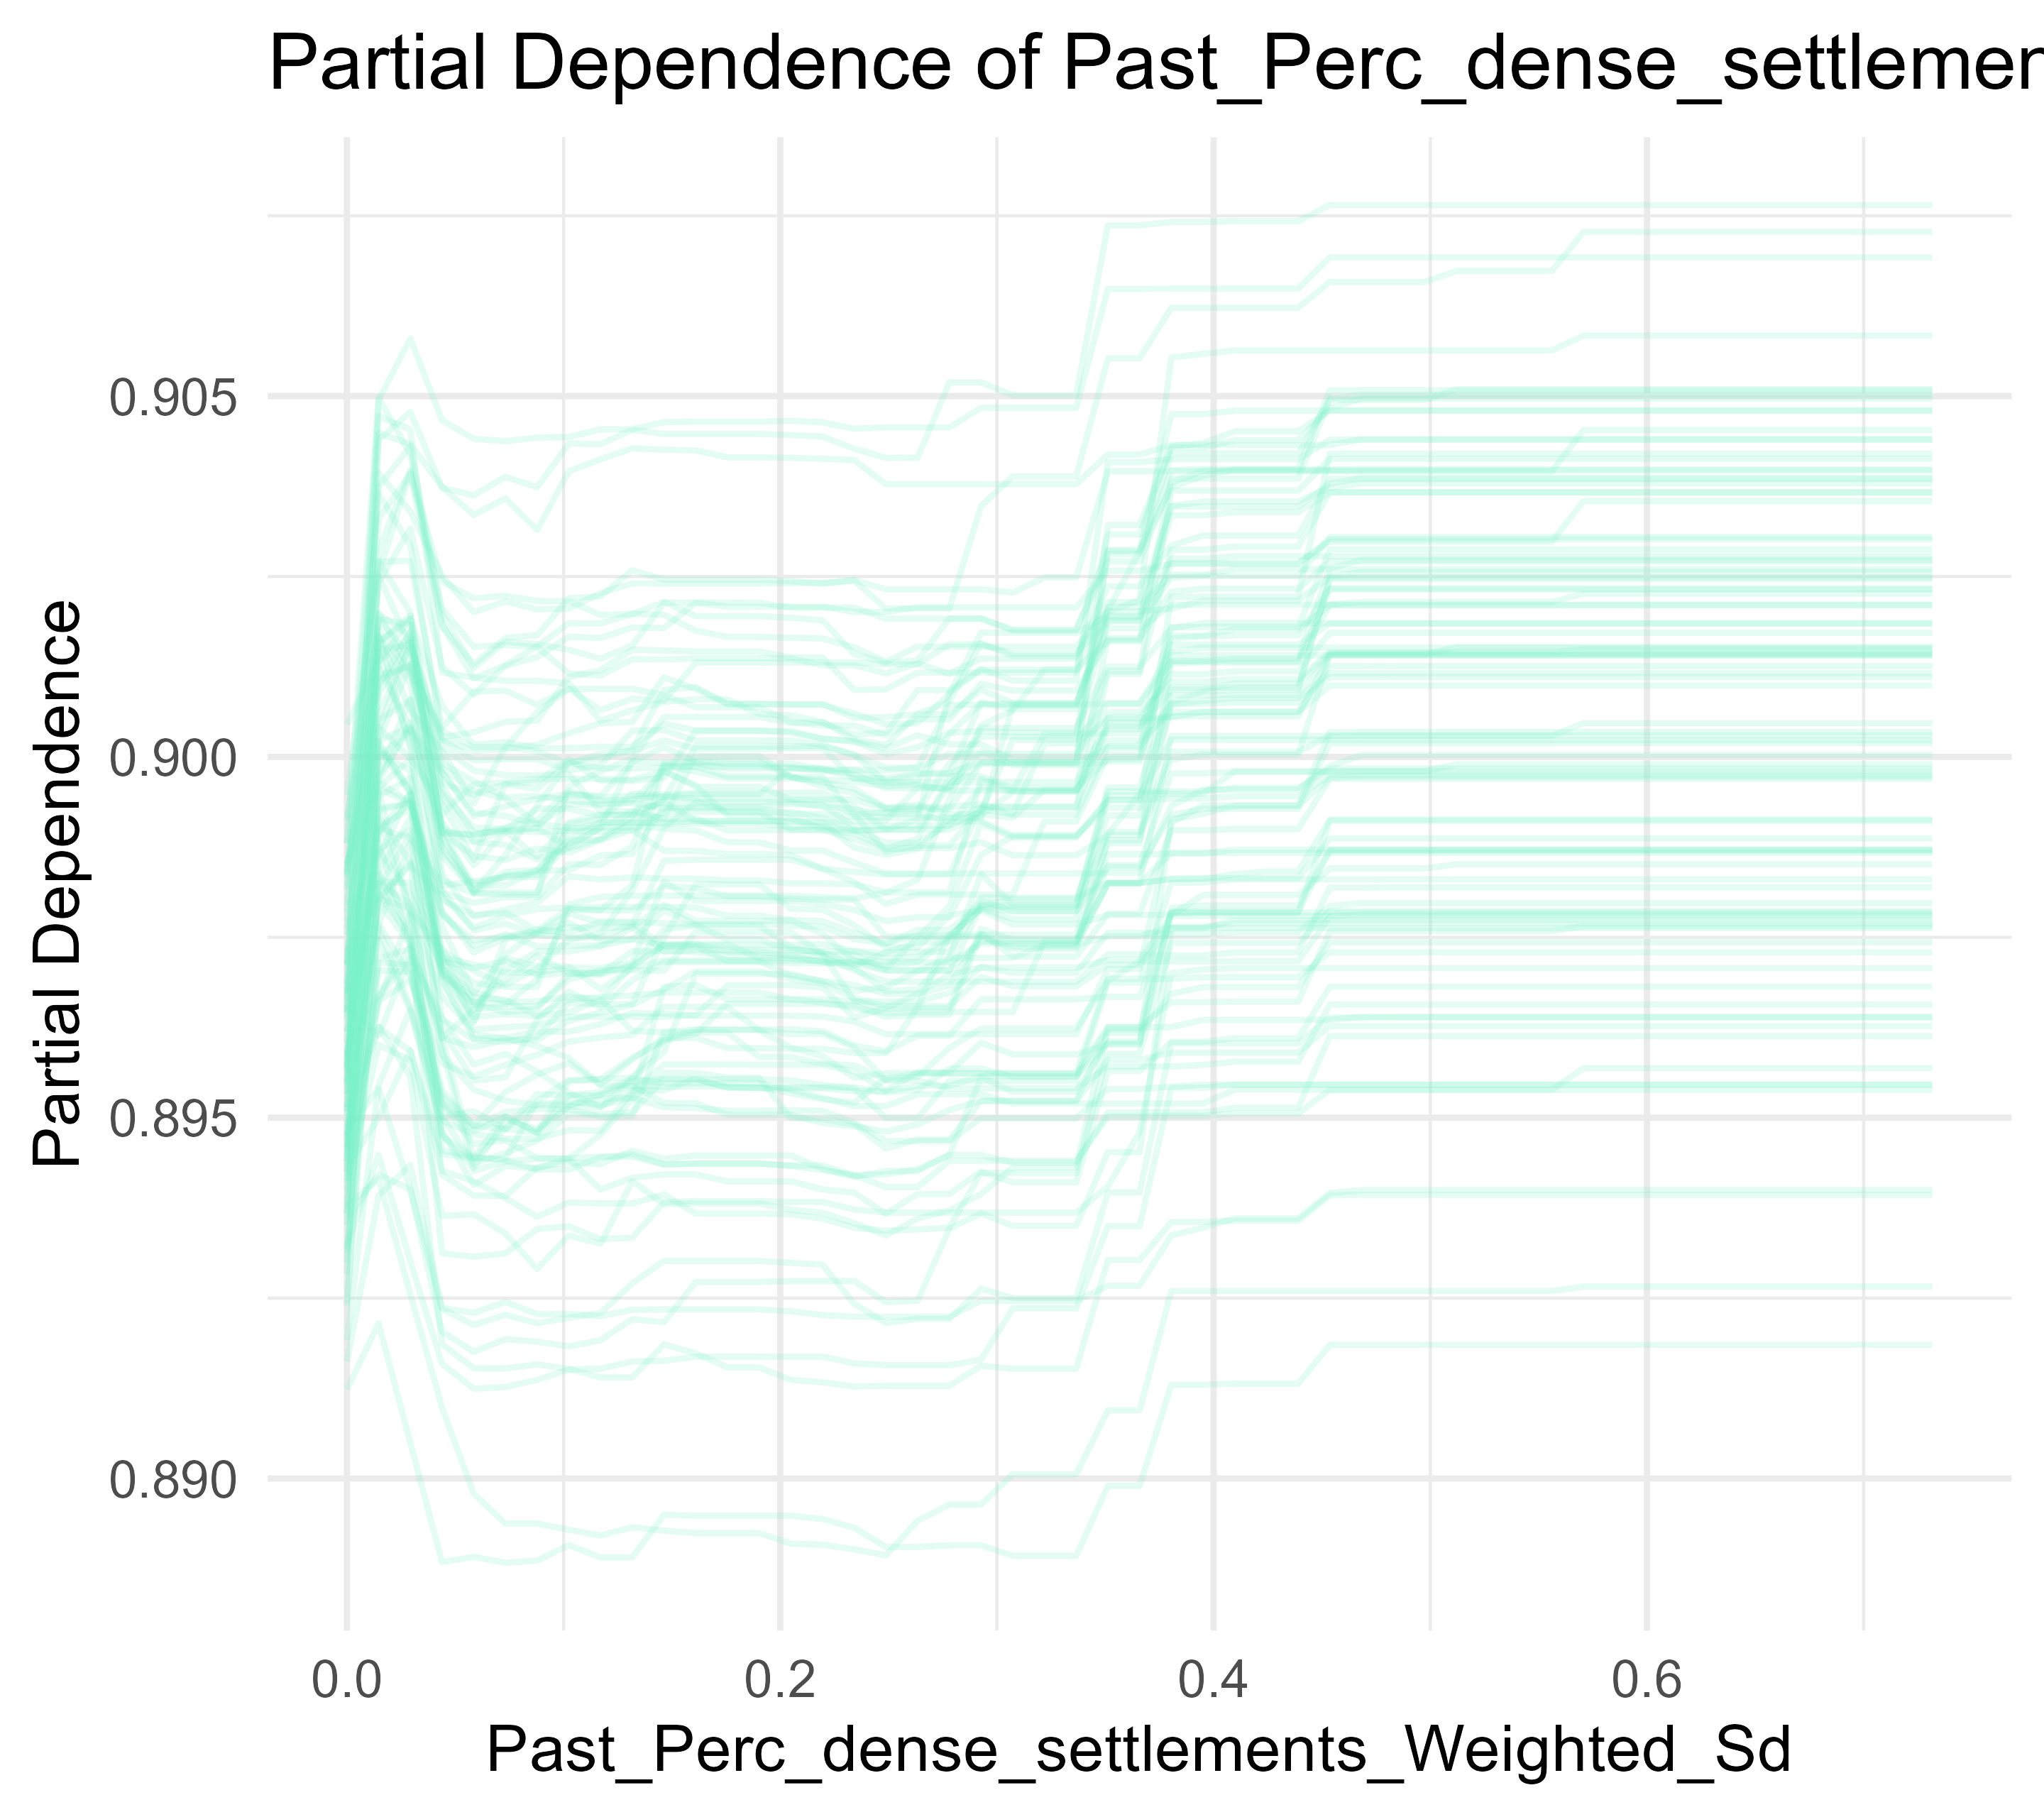 Partial Dependence of Past_Perc_dense_settlemen
0.905
0.900
0.895
0.890
Partial Dependence
0.0 0.2 0.4 0.6
Past_Perc_dense_settlements_Weighted_Sd